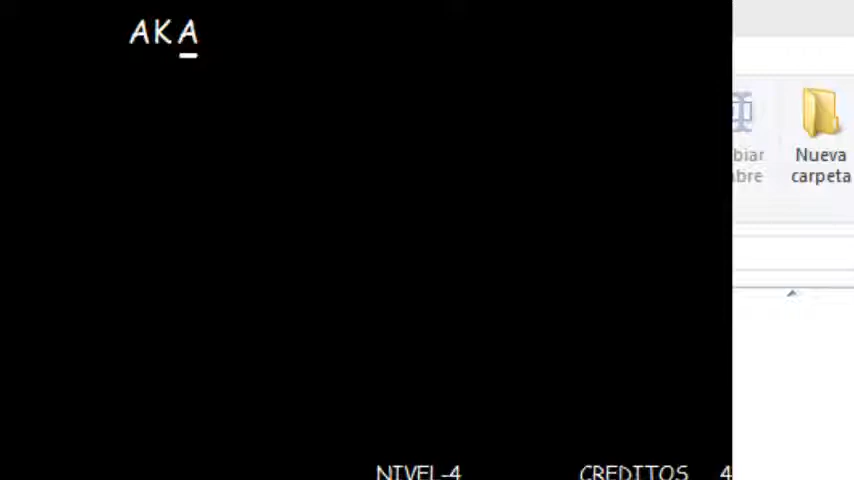 AKA
biar
bre
Nueva
carpeta
NIVEL-4 CREDITOS 4